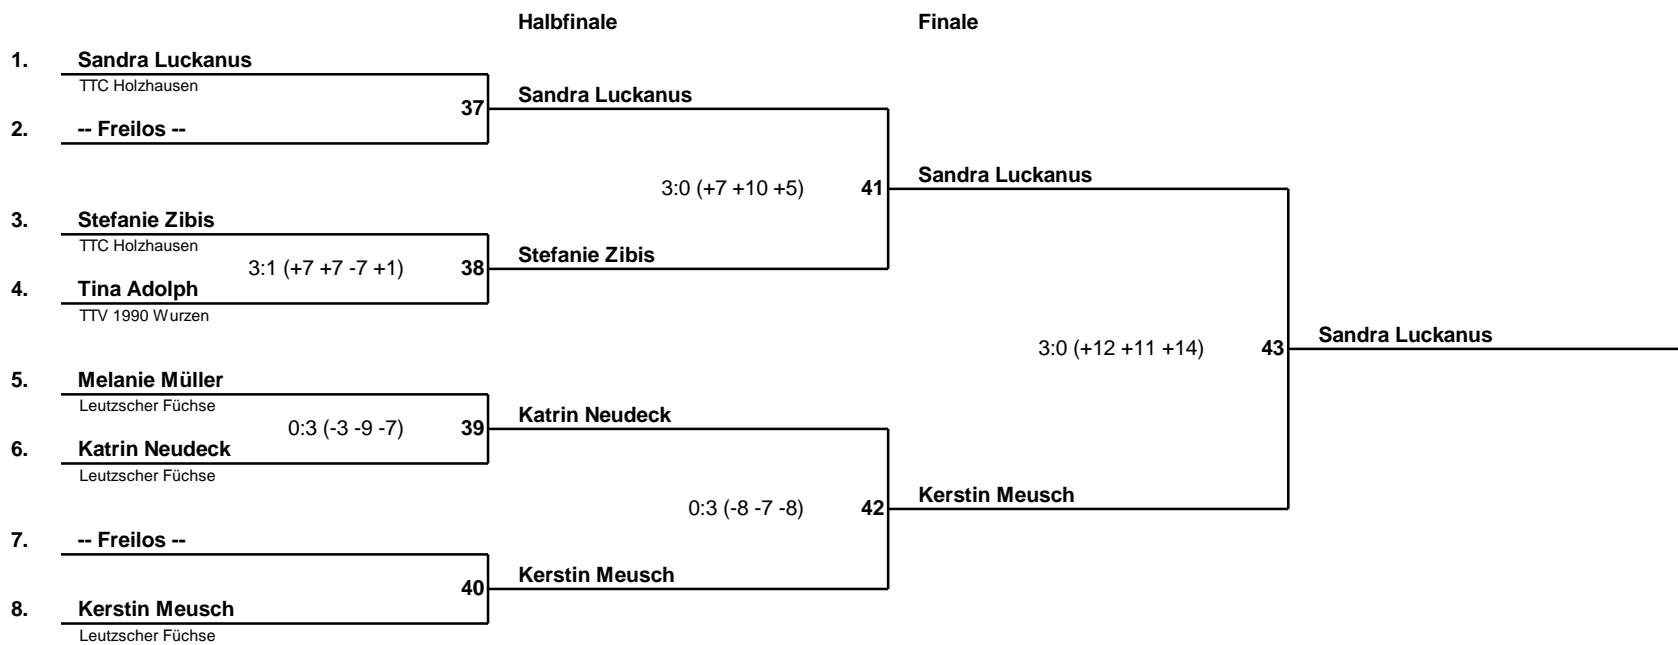 Halbfinale Finale
1. Sandra Luckanus
TTC Holzhausen
37 Sandra Luckanus
2. -- Freilos --
3:0 (+7 +10 +5) 41 Sandra Luckanus
3. Stefanie Zibis
TTC Holzhausen
3:1 (+7 +7 -7 +1) 38 Stefanie Zibis
4. Tina Adolph
TTV 1990 Wurzen
3:0 (+12 +11 +14) 43 Sandra Luckanus
5. Melanie Müller
Leutzscher Füchse
0:3 (-3 -9 -7) 39 Katrin Neudeck
6. Katrin Neudeck
Leutzscher Füchse
0:3 (-8 -7 -8) 42 Kerstin Meusch
7. -- Freilos --
40 Kerstin Meusch
8. Kerstin Meusch
Leutzscher Füchse